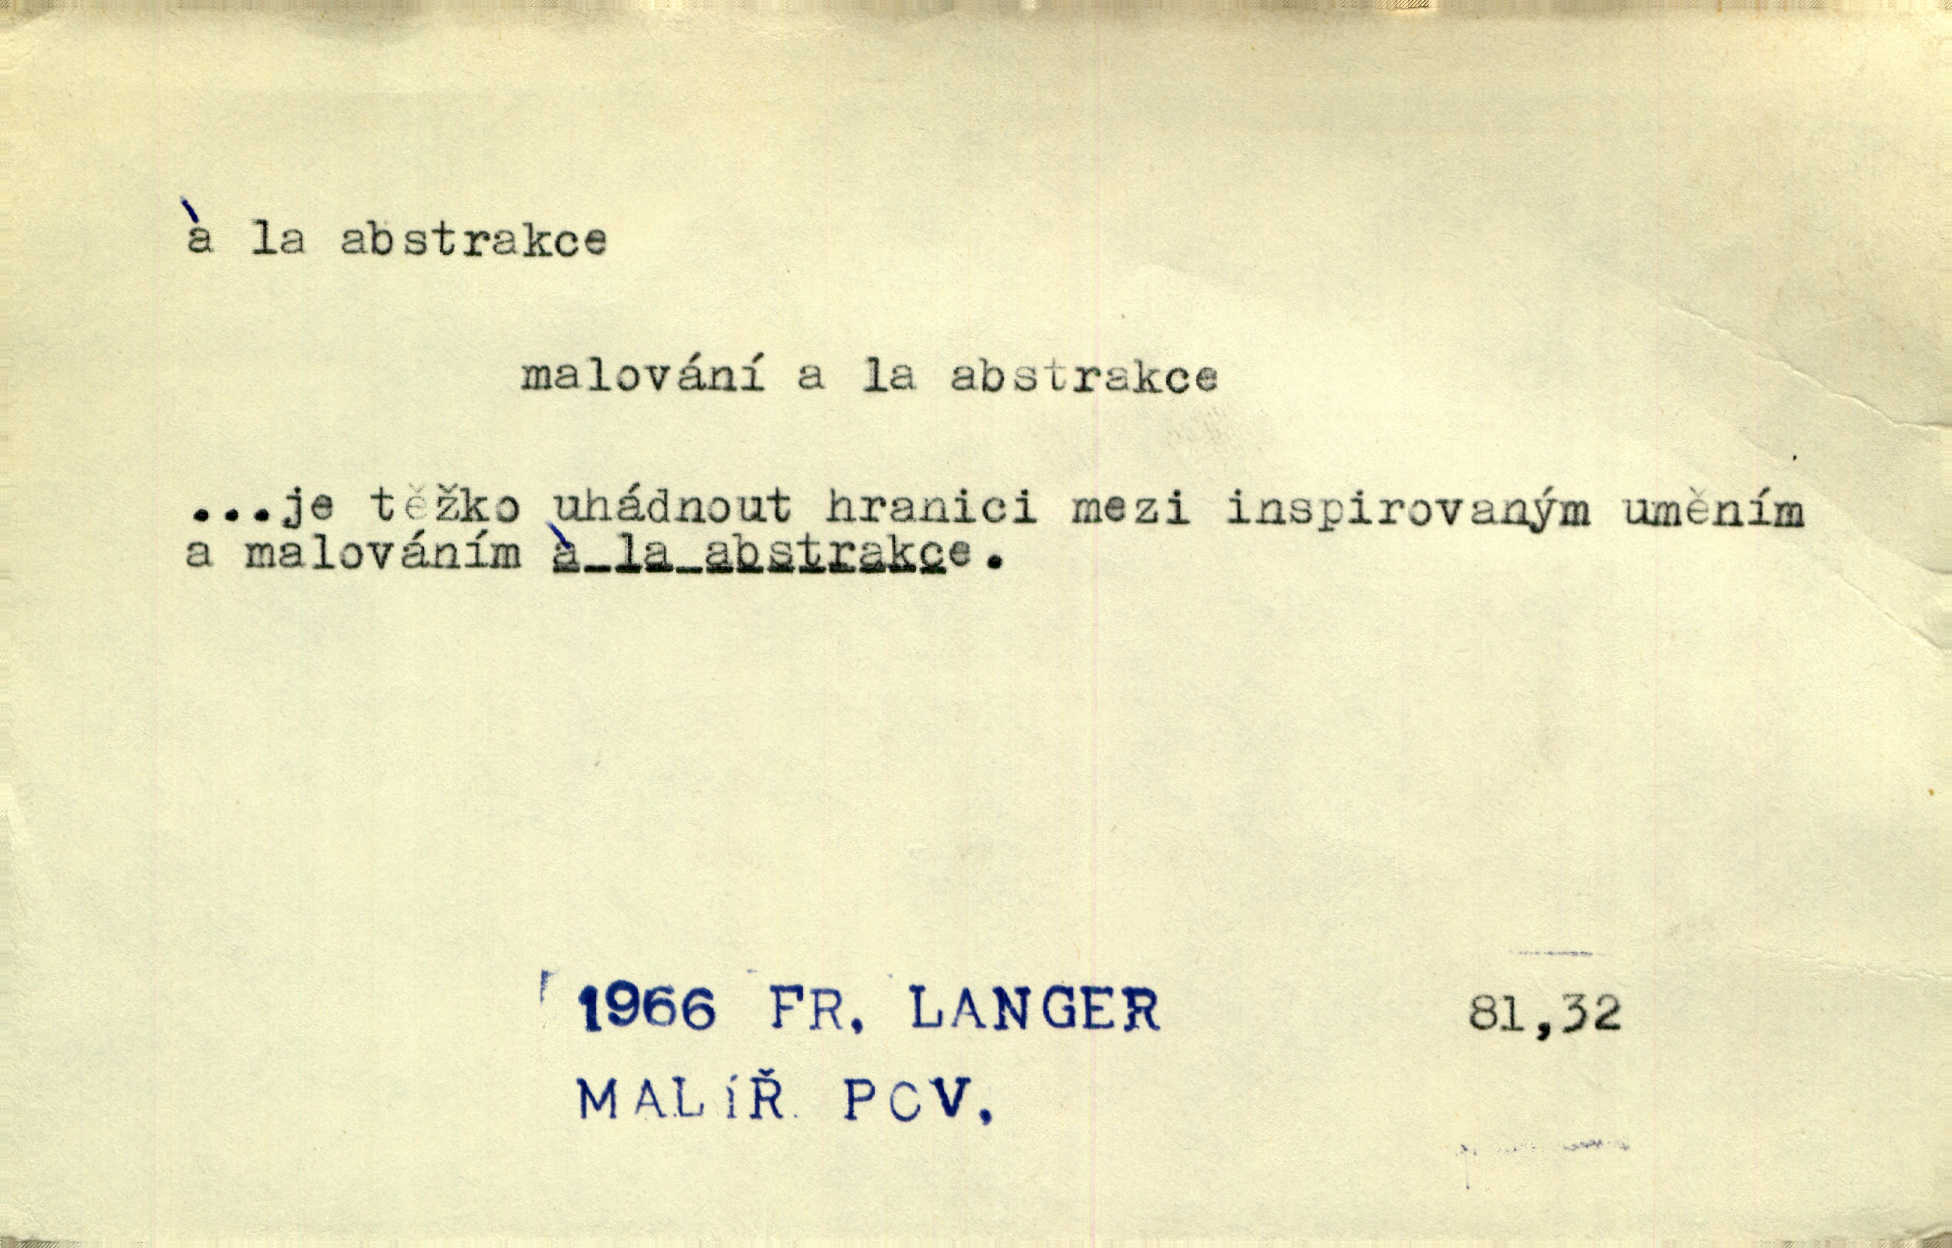 à la abstrakce
malování a la abstrakce
...je těžko uhádnout hranici mezi inspirovaným uměním
a malováním à la abstrakce.
1966 FR. LANGER 81,32
MALÍŘ. POV.